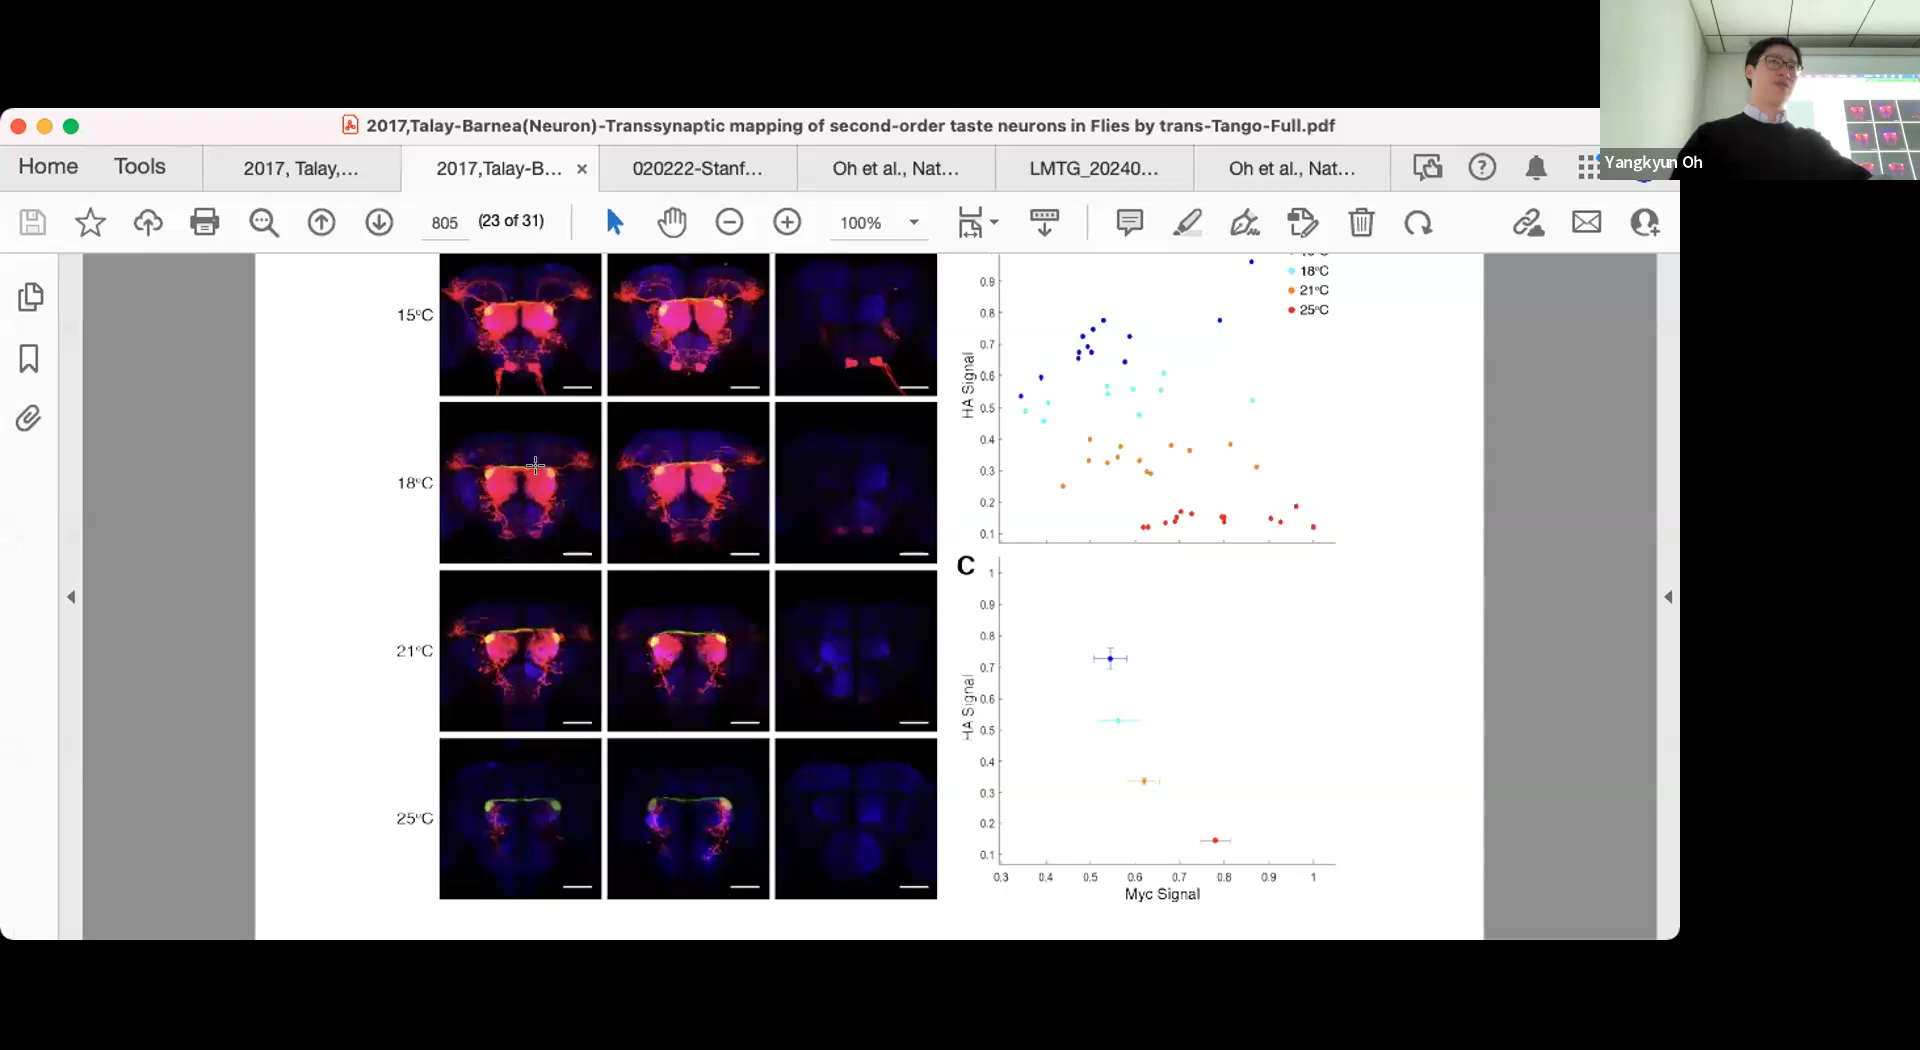 2017,Talay-Barnea(Neuron)-Transsynaptic mapping of second-order taste neurons in Flies by trans-Tango-Full.pdf
Yangkyun Oh
Home
Tools
2017, Talay,...
2017,Talay-B...
020222-Stanf...
Oh et al., Nat...
LMTG_20240...
Oh et al., Nat...
805
(23 of 31)
100%
15°C
18°C
21°C
25°C
18°C
21°C
25°C
HA Signal
0.9
0.8
0.7
0.6
0.5
0.4
0.3
0.2
0.1
C
HA Signal
1
0.9
0.8
0.7
0.6
0.5
0.4
0.3
0.2
0.1
0.3 0.4 0.5 0.6 0.7 0.8 0.9 1
Myc Signal